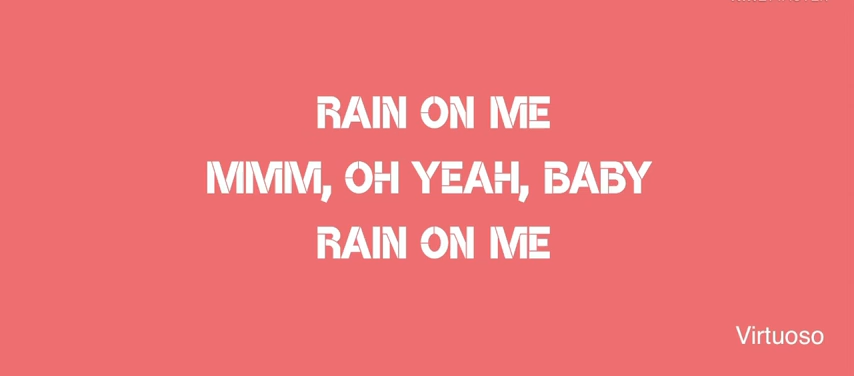 RAIN ON ME
MMM, OH YEAH, BABY
RAIN ON ME
Virtuoso